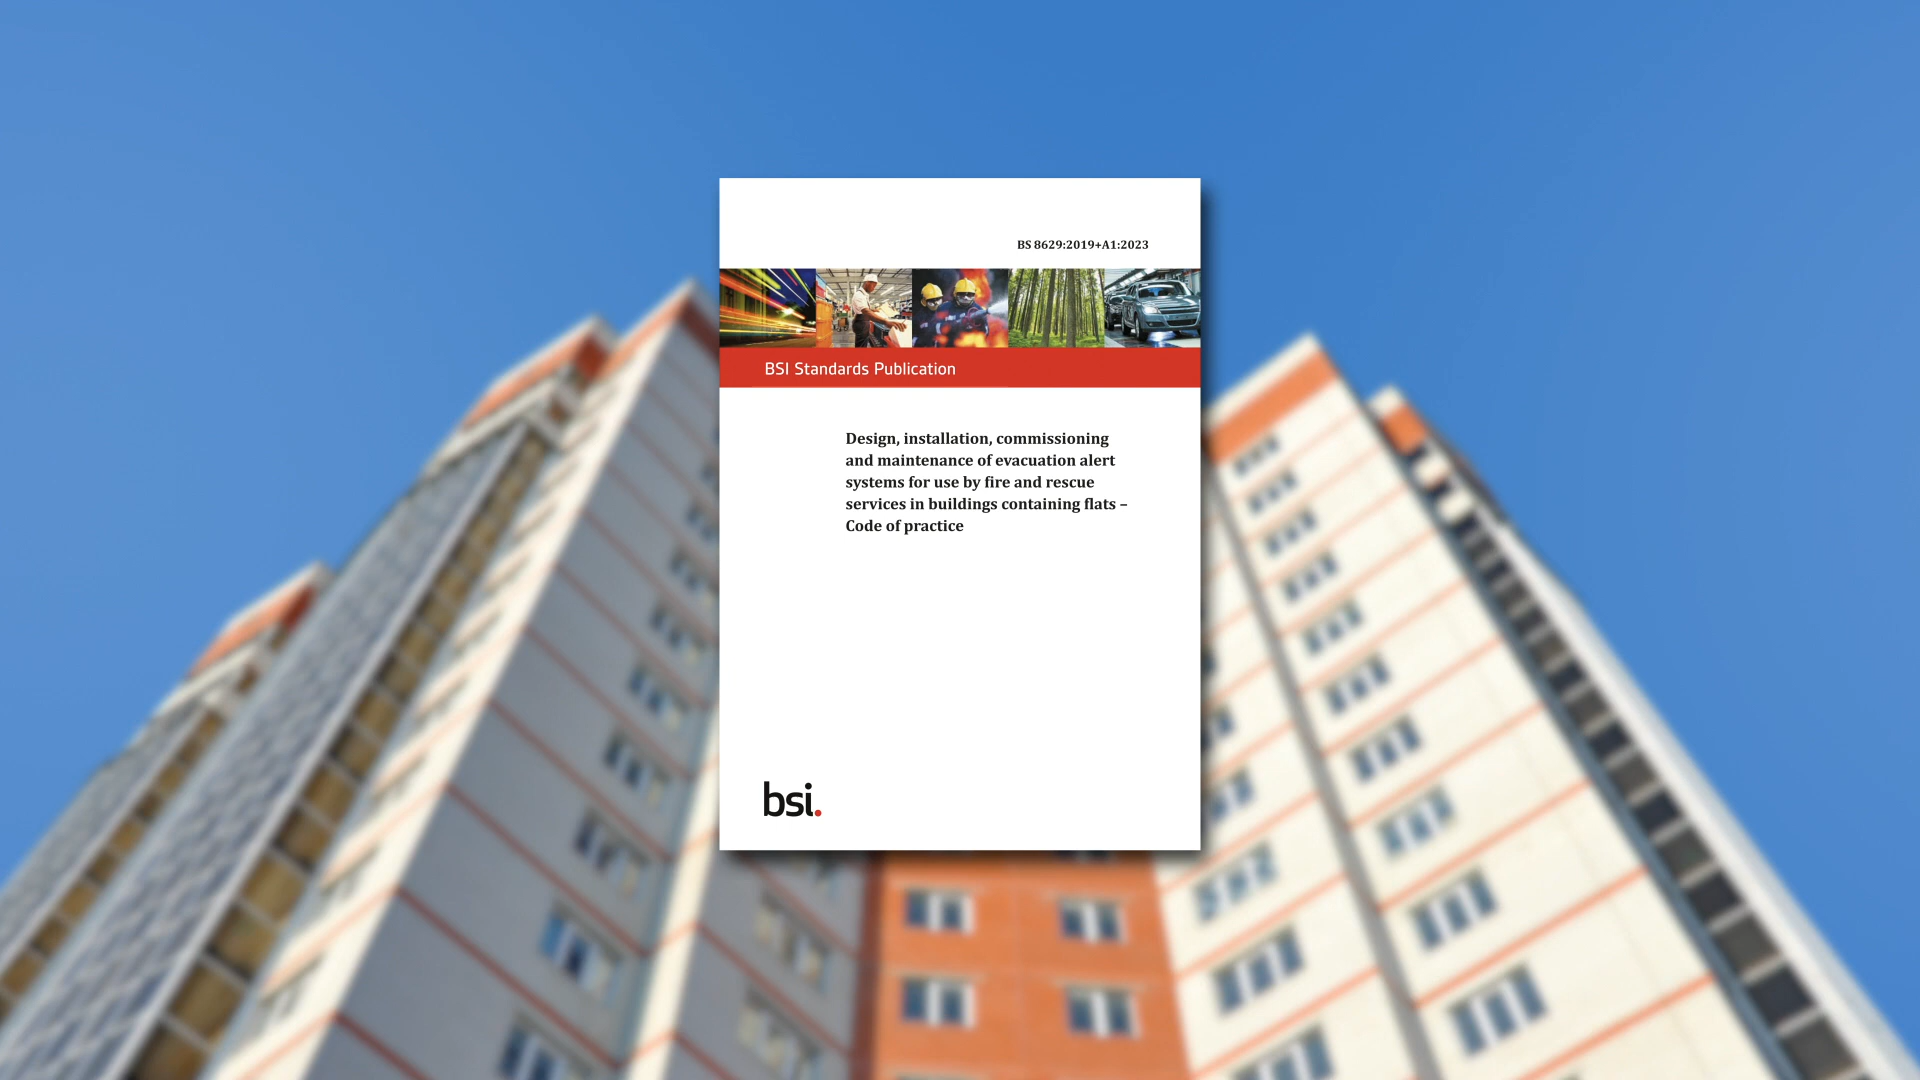 BS 8629:2019+A1:2023
BSI Standards Publication
Design, installation, commissioning
and maintenance of evacuation alert
systems for use by fire and rescue
services in buildings containing flats –
Code of practice
bsi.